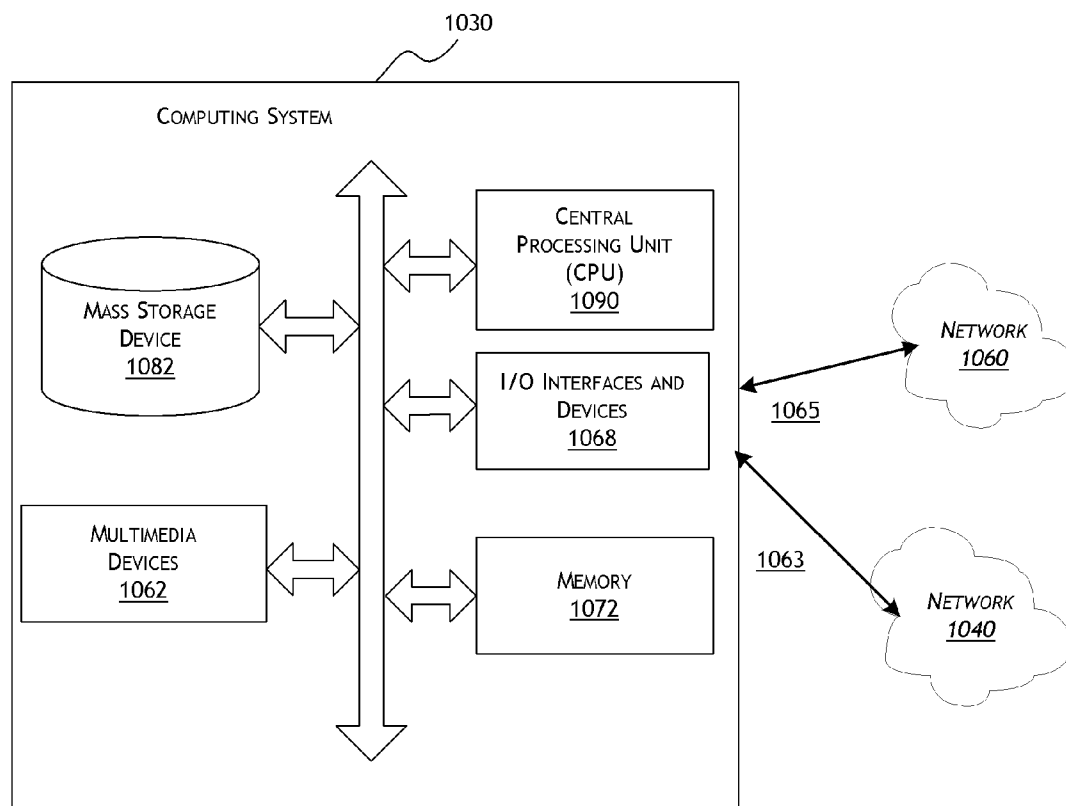 1030
Computing System
Central
Processing Unit
(CPU)
1090
Mass Storage
Device
1082
I/O Interfaces and
Devices
1068
Network
1060
1065
Multimedia
Devices
1062
Memory
1072
1063
Network
1040